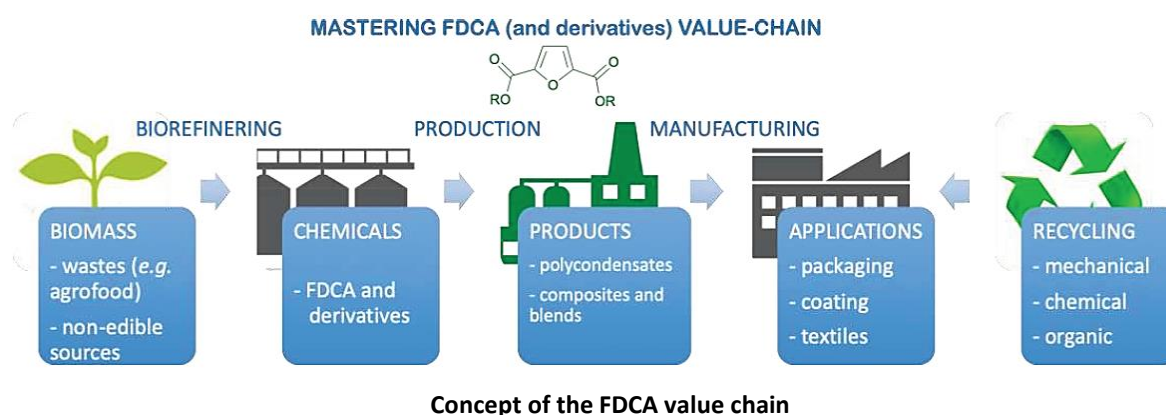 MASTERING FDCA (and derivatives) VALUE-CHAIN
O
O
O
RO
OR
BIOREFINERING
PRODUCTION
MANUFACTURING
BIOMASS
- wastes (e.g.
agrofood)
- non-edible
sources
CHEMICALS
- FDCA and
derivatives
PRODUCTS
- polycondensates
- composites and
blends
APPLICATIONS
- packaging
- coating
- textiles
RECYCLING
- mechanical
- chemical
- organic
Concept of the FDCA value chain